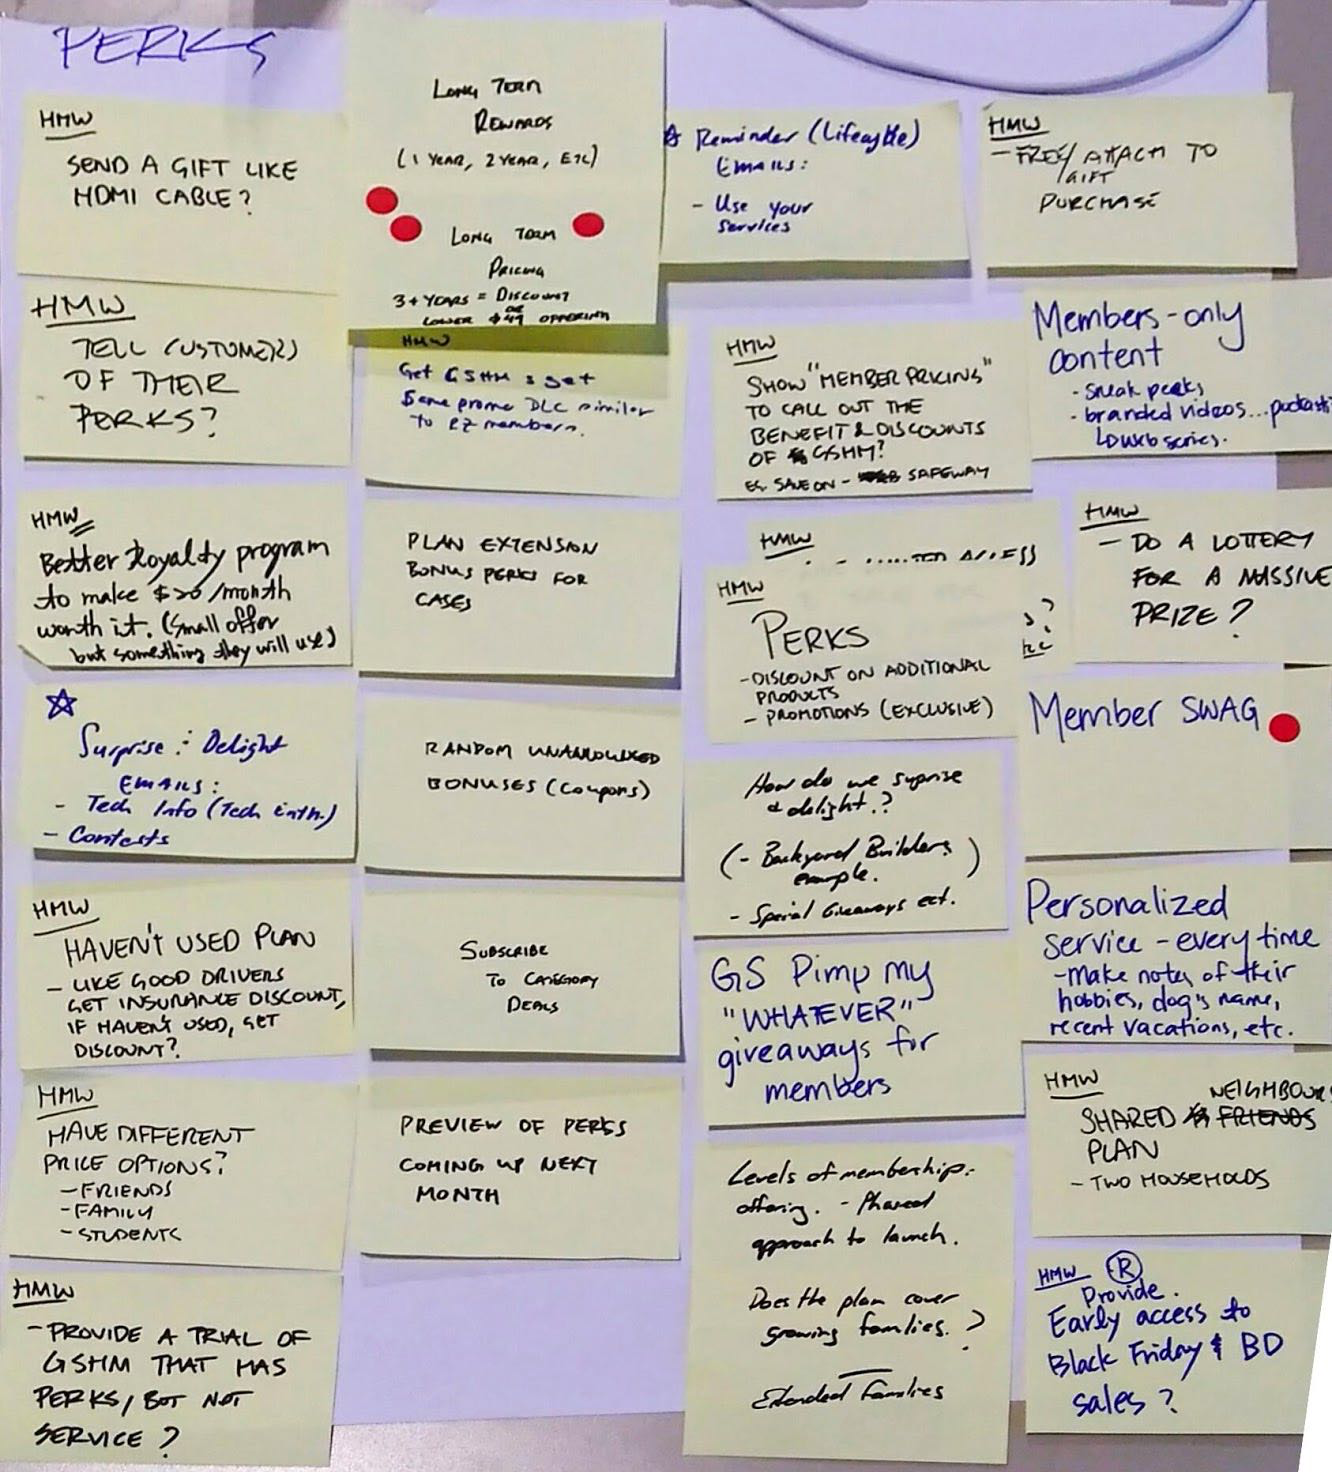 PERKS
HMW
SEND A GIFT LIKE
HDMI CABLE?
HMW
TELL CUSTOMERS
OF THEIR
PERKS?
HMW
Better loyalty program
to make $20/month
worth it. (Small offer
but something they will use)
Surprise : Delight
EMAILS:
- Tech Info (Tech Enth.)
- Contests
HMW
HAVEN'T USED PLAN
- LIKE GOOD DRIVERS
GET INSURANCE DISCOUNT,
IF HAVEN'T USED, GET
DISCOUNT?
HMW
HAVE DIFFERENT
PRICE OPTIONS?
- FRIENDS
- FAMILY
- STUDENTS
HMW
- PROVIDE A TRIAL OF
GSHM THAT HAS
PERKS, BUT NOT
SERVICE?
LONG TERM
REWARDS
(1 YEAR, 2 YEAR, ETC)
LONG TERM
PRICING
3+ YEARS = DISCOUNT
OR
LOWER $49 OFFERING
HMW
Get GSHM s get
Same promo DLC similar
to EZ members.
PLAN EXTENSION
BONUS PERKS FOR
CASES
RANDOM UNANNOUNCED
BONUSES (Coupons)
SUBSCRIBE
TO CATEGORY
DEALS
PREVIEW OF PERKS
COMING UP NEXT
MONTH
Reminder (Lifecycle)
EMAILS:
- Use your
services
HMW
SHOW "MEMBER PRICING"
TO CALL OUT THE
BENEFIT & DISCOUNTS
OF GSHM?
EG. SAVE ON - SAFEWAY
HMW
ACCESS
HMW
PERKS
- DISCOUNT ON ADDITIONAL
PRODUCTS
- PROMOTIONS (EXCLUSIVE)
How do we suprise
& delight.?
(- Backyard Builders
example.)
- Special Giveaways ect.
GS Pimp my
"WHATEVER"
giveaways for
members
Levels of membership.
offering. - Phased
approach to launch.
Does the plan cover
growing families.?
Extended Families
HMW
- FREE/ATTACH TO
GIFT
PURCHASE
Members-only
content
- sneak peeks
- branded videos...podcasts
web series.
HMW
- DO A LOTTERY
FOR A MASSIVE
PRIZE?
Member SWAG
Personalized
service - every time
- make notes of their
hobbies, dog's name,
recent vacations, etc.
HMW
NEIGHBOURS
SHARED FRIENDS
PLAN
- TWO HOUSEHOLDS
HMW R
Provide.
Early access to
Black Friday & BD
sales?